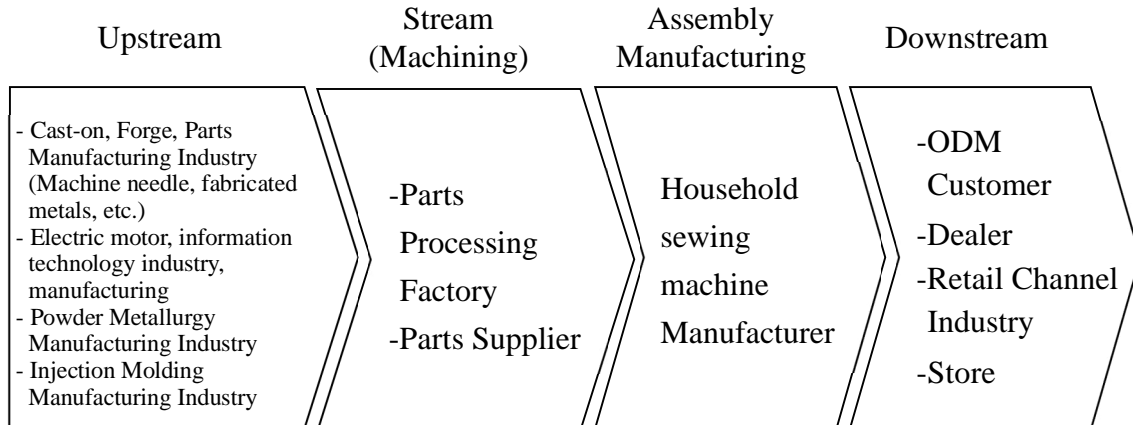 Upstream
Stream
(Machining)
Assembly
Manufacturing
Downstream
- Cast-on, Forge, Parts
Manufacturing Industry
(Machine needle, fabricated
metals, etc.)
- Electric motor, information
technology industry,
manufacturing
- Powder Metallurgy
Manufacturing Industry
- Injection Molding
Manufacturing Industry
-Parts
Processing
Factory
-Parts Supplier
Household
sewing
machine
Manufacturer
-ODM
Customer
-Dealer
-Retail Channel
Industry
-Store